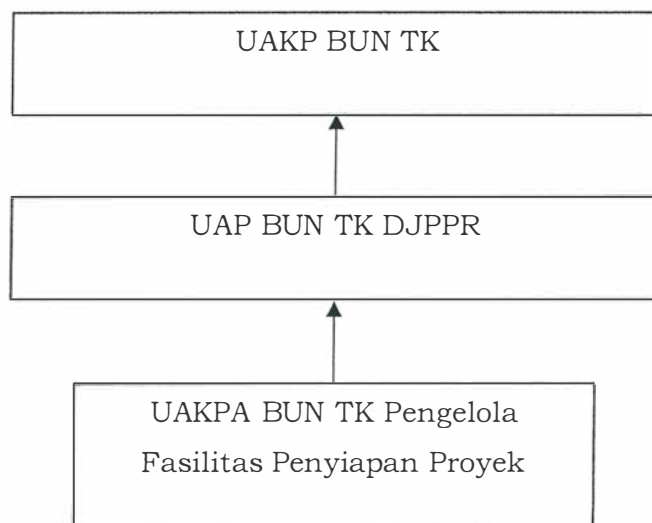 UAKP BUN TK
UAP BUN TK DJPPR
UAKPA BUN TK Pengelola
Fasilitas Penyiapan Proyek